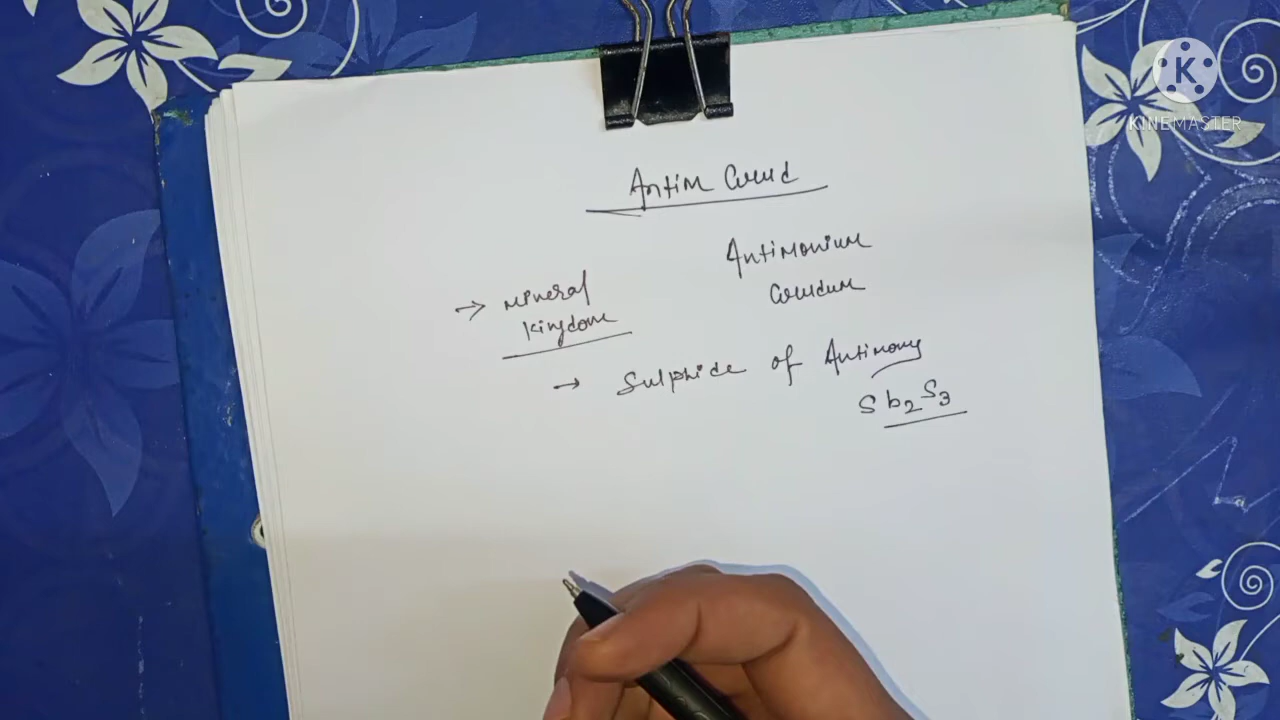 Antim Crud
Antimonium
Crudum
→ Mineral
Kingdom
→ Sulphide of Antimony
Sb2S3
K
KINEMASTER